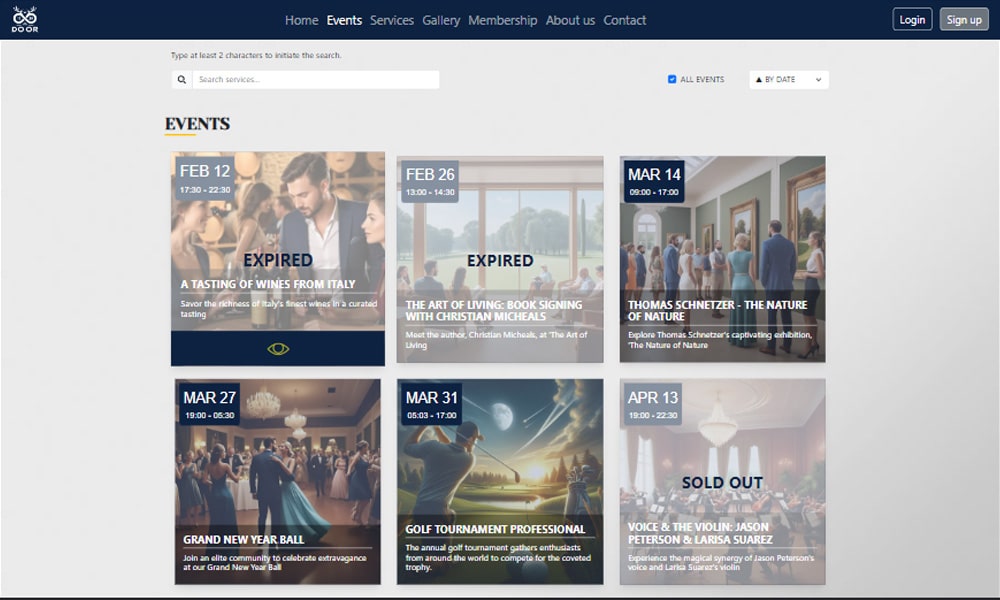 DOOR
Home Events Services Gallery Membership About us Contact
Login Sign up
Type at least 2 characters to initiate the search.
Search services...
ALL EVENTS
▲ BY DATE
EVENTS
FEB 12
17:30 - 22:30
EXPIRED
A TASTING OF WINES FROM ITALY
Savor the richness of Italy's finest wines in a curated
tasting
FEB 26
13:00 - 14:30
EXPIRED
THE ART OF LIVING: BOOK SIGNING
WITH CHRISTIAN MICHEALS
Meet the author, Christian Micheals, at 'The Art of
Living
MAR 14
09:00 - 17:00
THOMAS SCHNETZER - THE NATURE
OF NATURE
Explore Thomas Schnetzer's captivating exhibition,
'The Nature of Nature
MAR 27
19:00 - 05:30
GRAND NEW YEAR BALL
Join an elite community to celebrate extravagance
at our Grand New Year Ball
MAR 31
05:03 - 17:00
GOLF TOURNAMENT PROFESSIONAL
The annual golf tournament gathers enthusiasts
from around the world to compete for the coveted
trophy.
APR 13
19:00 - 22:30
SOLD OUT
VOICE & THE VIOLIN: JASON
PETERSON & LARISA SUAREZ
Experience the magical synergy of Jason Peterson's
voice and Larisa Suarez's violin